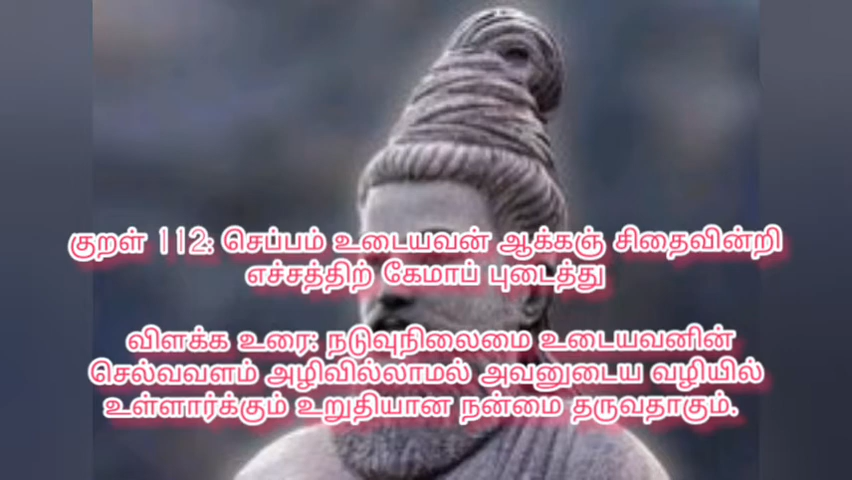 குறள் 112: செப்பம் உடையவன் ஆக்கஞ் சிதைவின்றி
எச்சத்திற் கேமாப் புடைத்து
விளக்க உரை: நடுவுநிலைமை உடையவனின்
செல்வவளம் அழிவில்லாமல் அவனுடைய வழியில்
உள்ளார்க்கும் உறுதியான நன்மை தருவதாகும்.